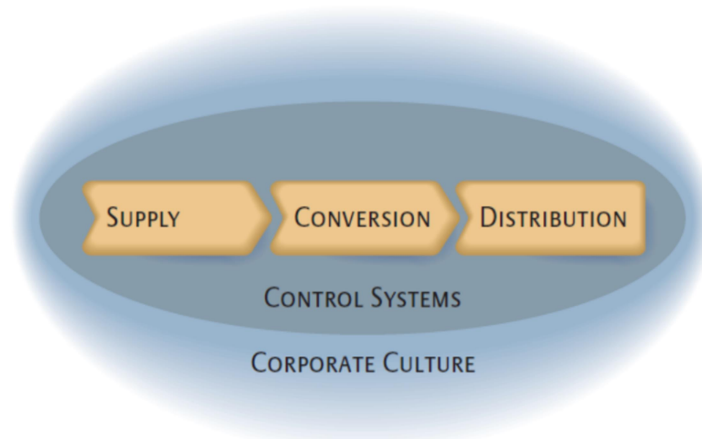 SUPPLY
CONVERSION
DISTRIBUTION
CONTROL SYSTEMS
CORPORATE CULTURE